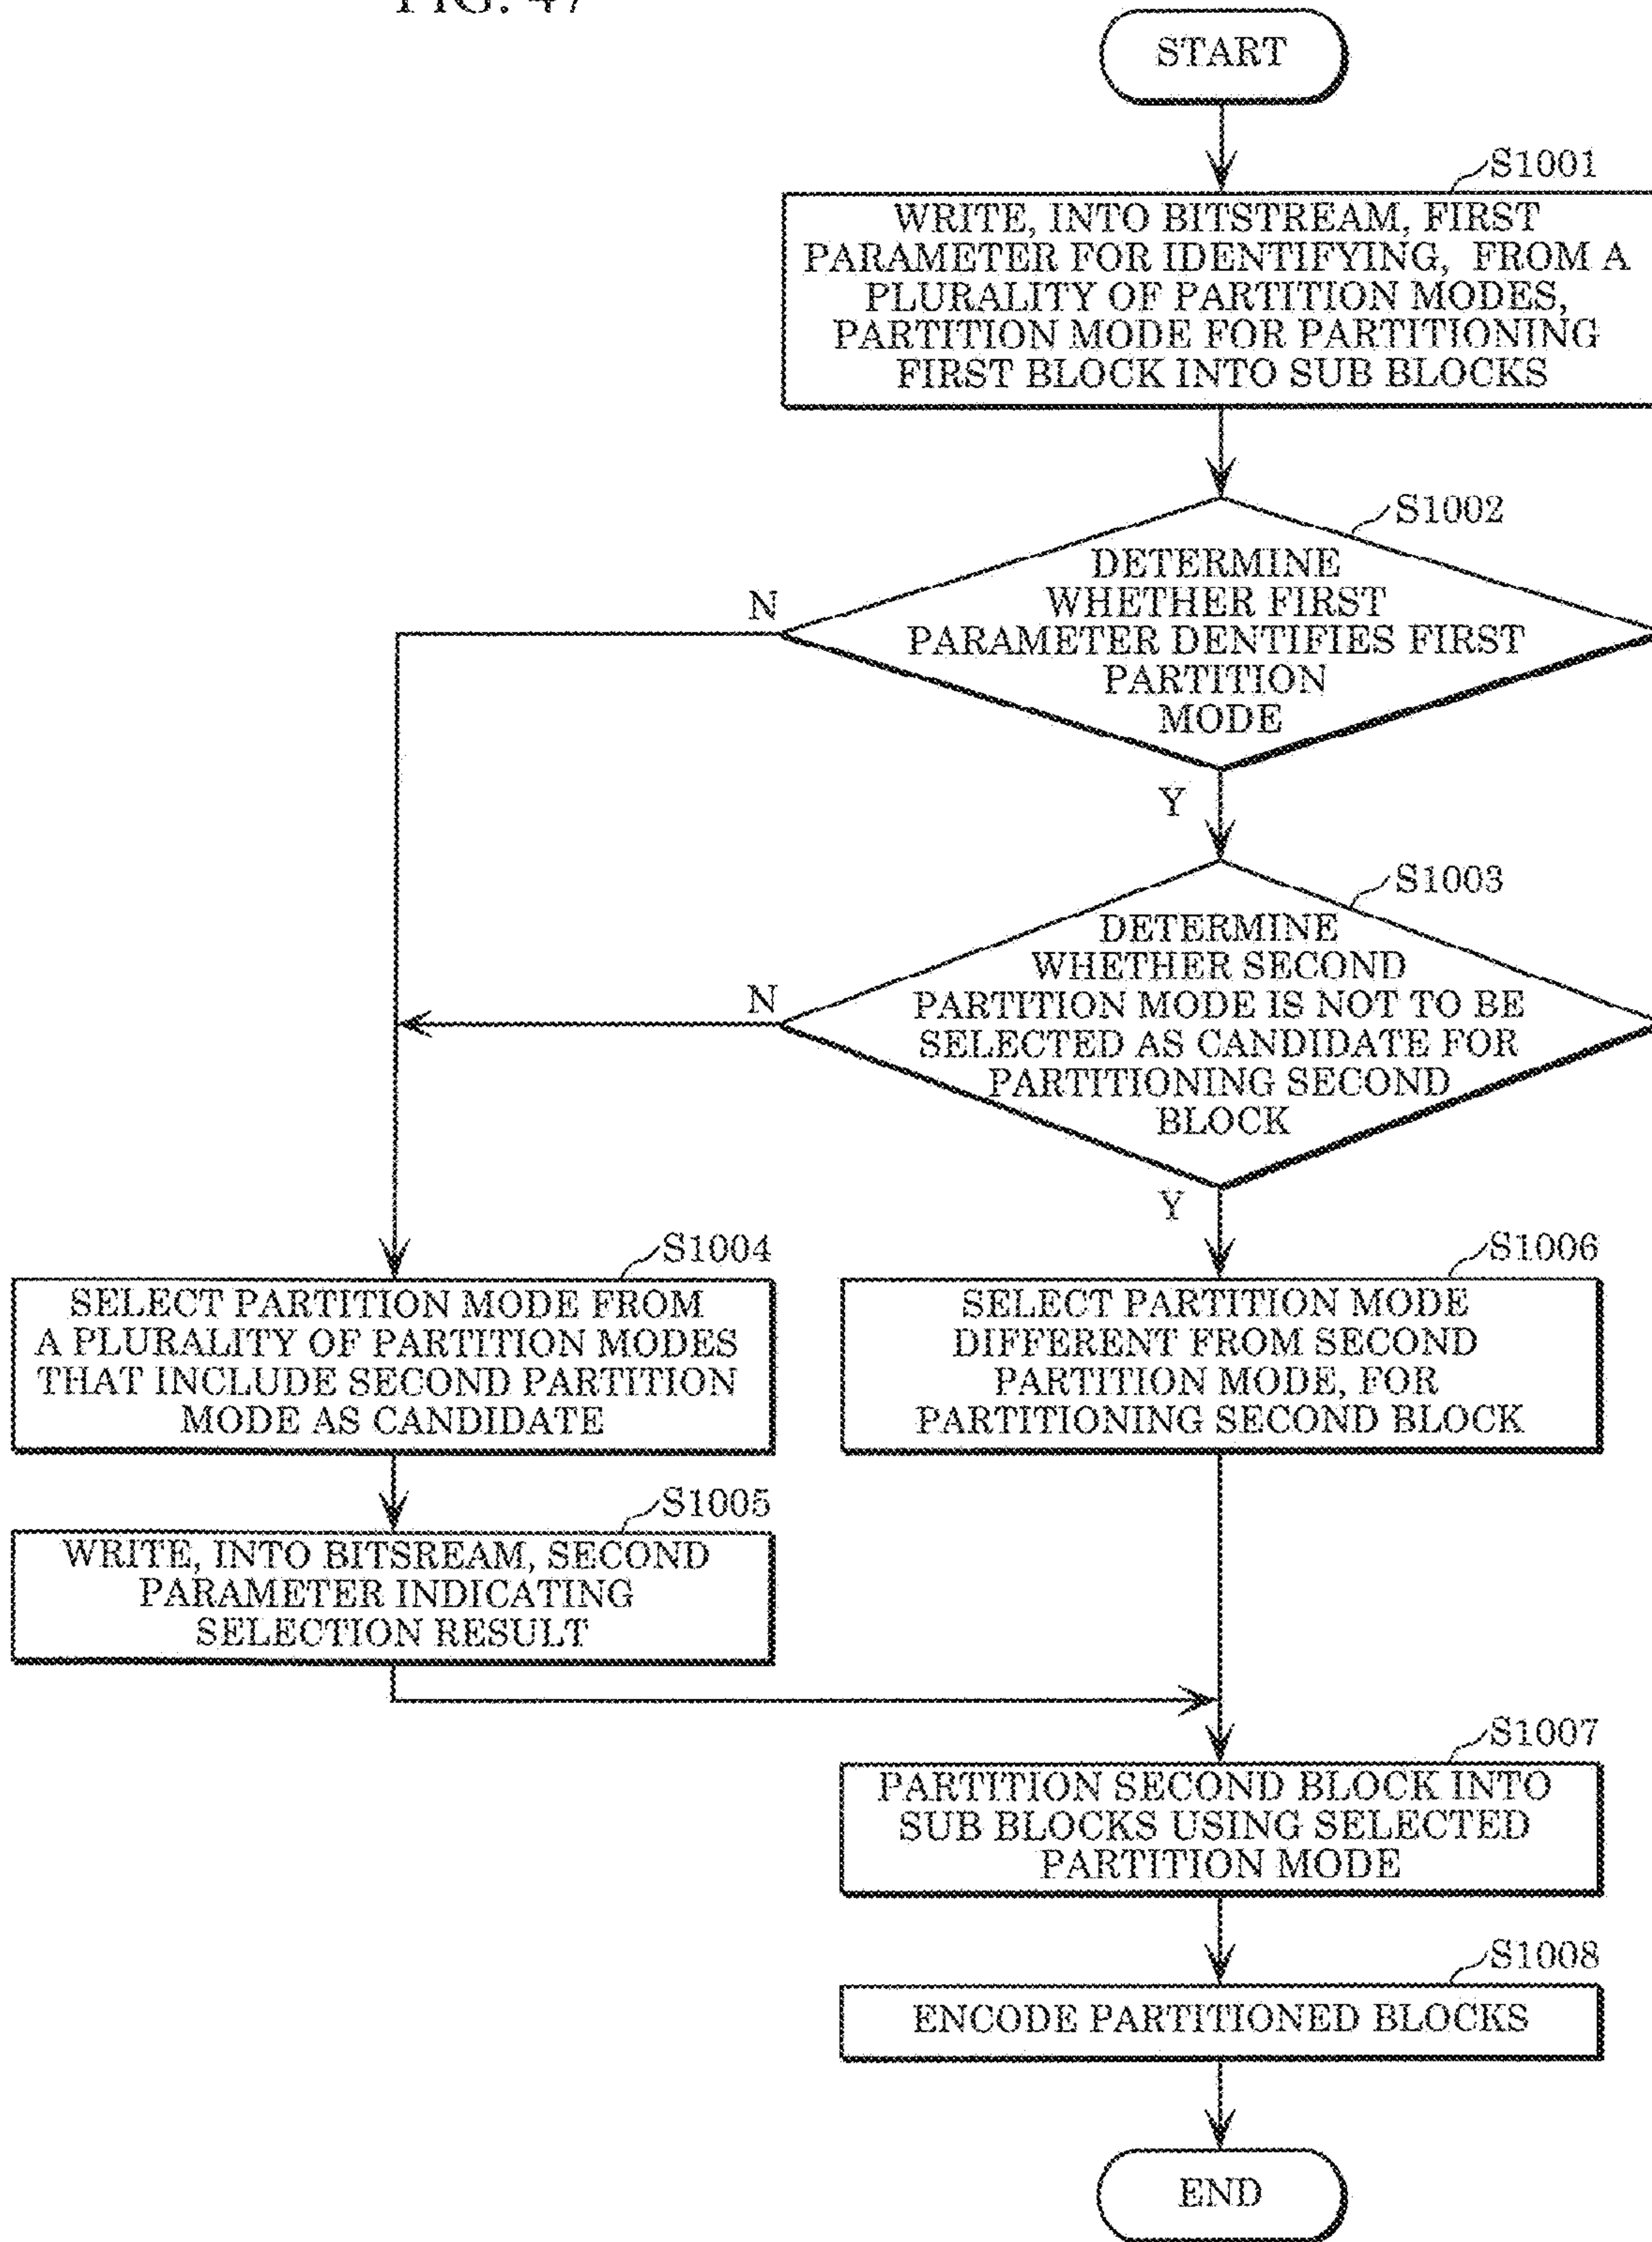 FIG. 47
START
S1001
WRITE, INTO BITSTREAM, FIRST
PARAMETER FOR IDENTIFYING, FROM A
PLURALITY OF PARTITION MODES,
PARTITION MODE FOR PARTITIONING
FIRST BLOCK INTO SUB BLOCKS
S1002
DETERMINE
WHETHER FIRST
PARAMETER DENTIFIES FIRST
PARTITION
MODE
N
Y
S1003
DETERMINE
WHETHER SECOND
PARTITION MODE IS NOT TO BE
SELECTED AS CANDIDATE FOR
PARTITIONING SECOND
BLOCK
N
Y
S1004
SELECT PARTITION MODE FROM
A PLURALITY OF PARTITION MODES
THAT INCLUDE SECOND PARTITION
MODE AS CANDIDATE
S1006
SELECT PARTITION MODE
DIFFERENT FROM SECOND
PARTITION MODE, FOR
PARTITIONING SECOND BLOCK
S1005
WRITE, INTO BITSREAM, SECOND
PARAMETER INDICATING
SELECTION RESULT
S1007
PARTITION SECOND BLOCK INTO
SUB BLOCKS USING SELECTED
PARTITION MODE
S1008
ENCODE PARTITIONED BLOCKS
END